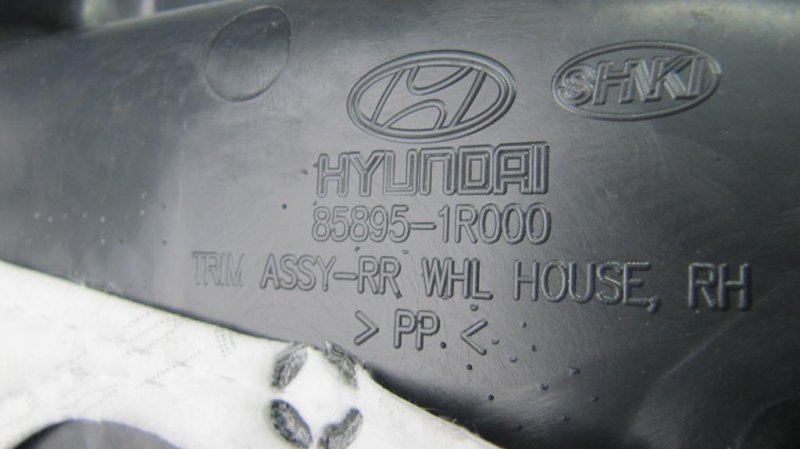 SHNKI
HYUNDAI
85895-1R000
TRIM ASSY-RR WHL HOUSE, RH
>PP<